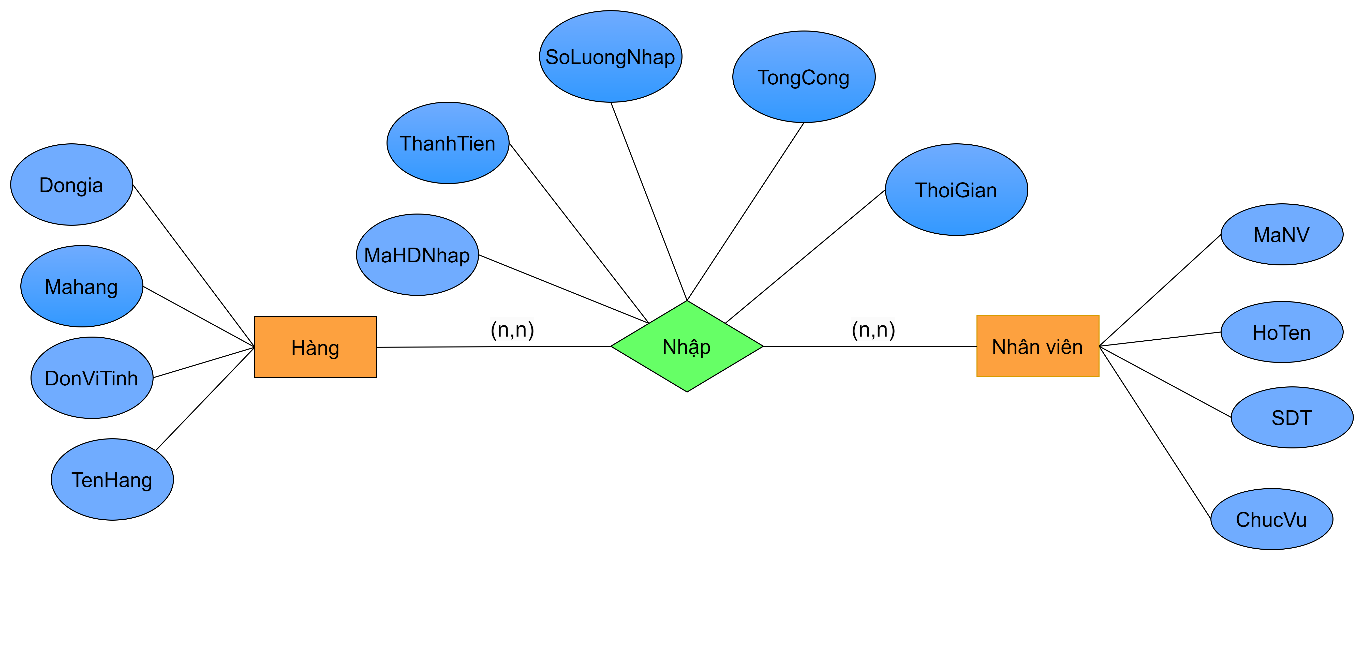 SoLuongNhap
TongCong
ThanhTien
Dongia
ThoiGian
MaHDNhap
MaNV
Mahang
(n,n)
(n,n)
HoTen
Hàng
Nhập
Nhân viên
DonViTinh
SDT
TenHang
ChucVu